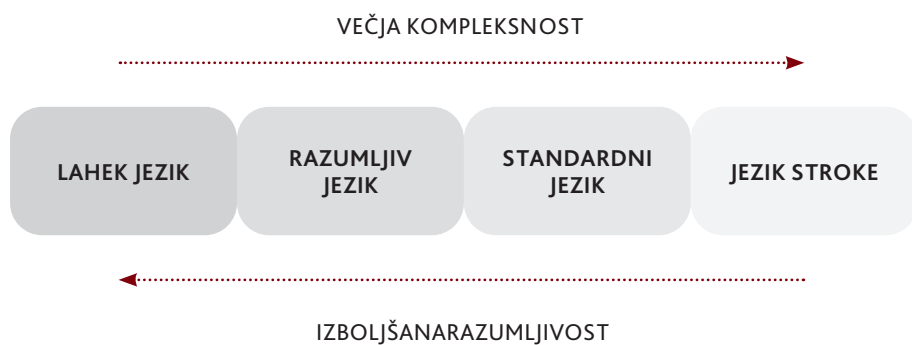 VEČJA KOMPLEKSNOST
LAHEK JEZIK
RAZUMLJIV
JEZIK
STANDARDNI
JEZIK
JEZIK STROKE
IZBOLJŠANARAZUMLJIVOST